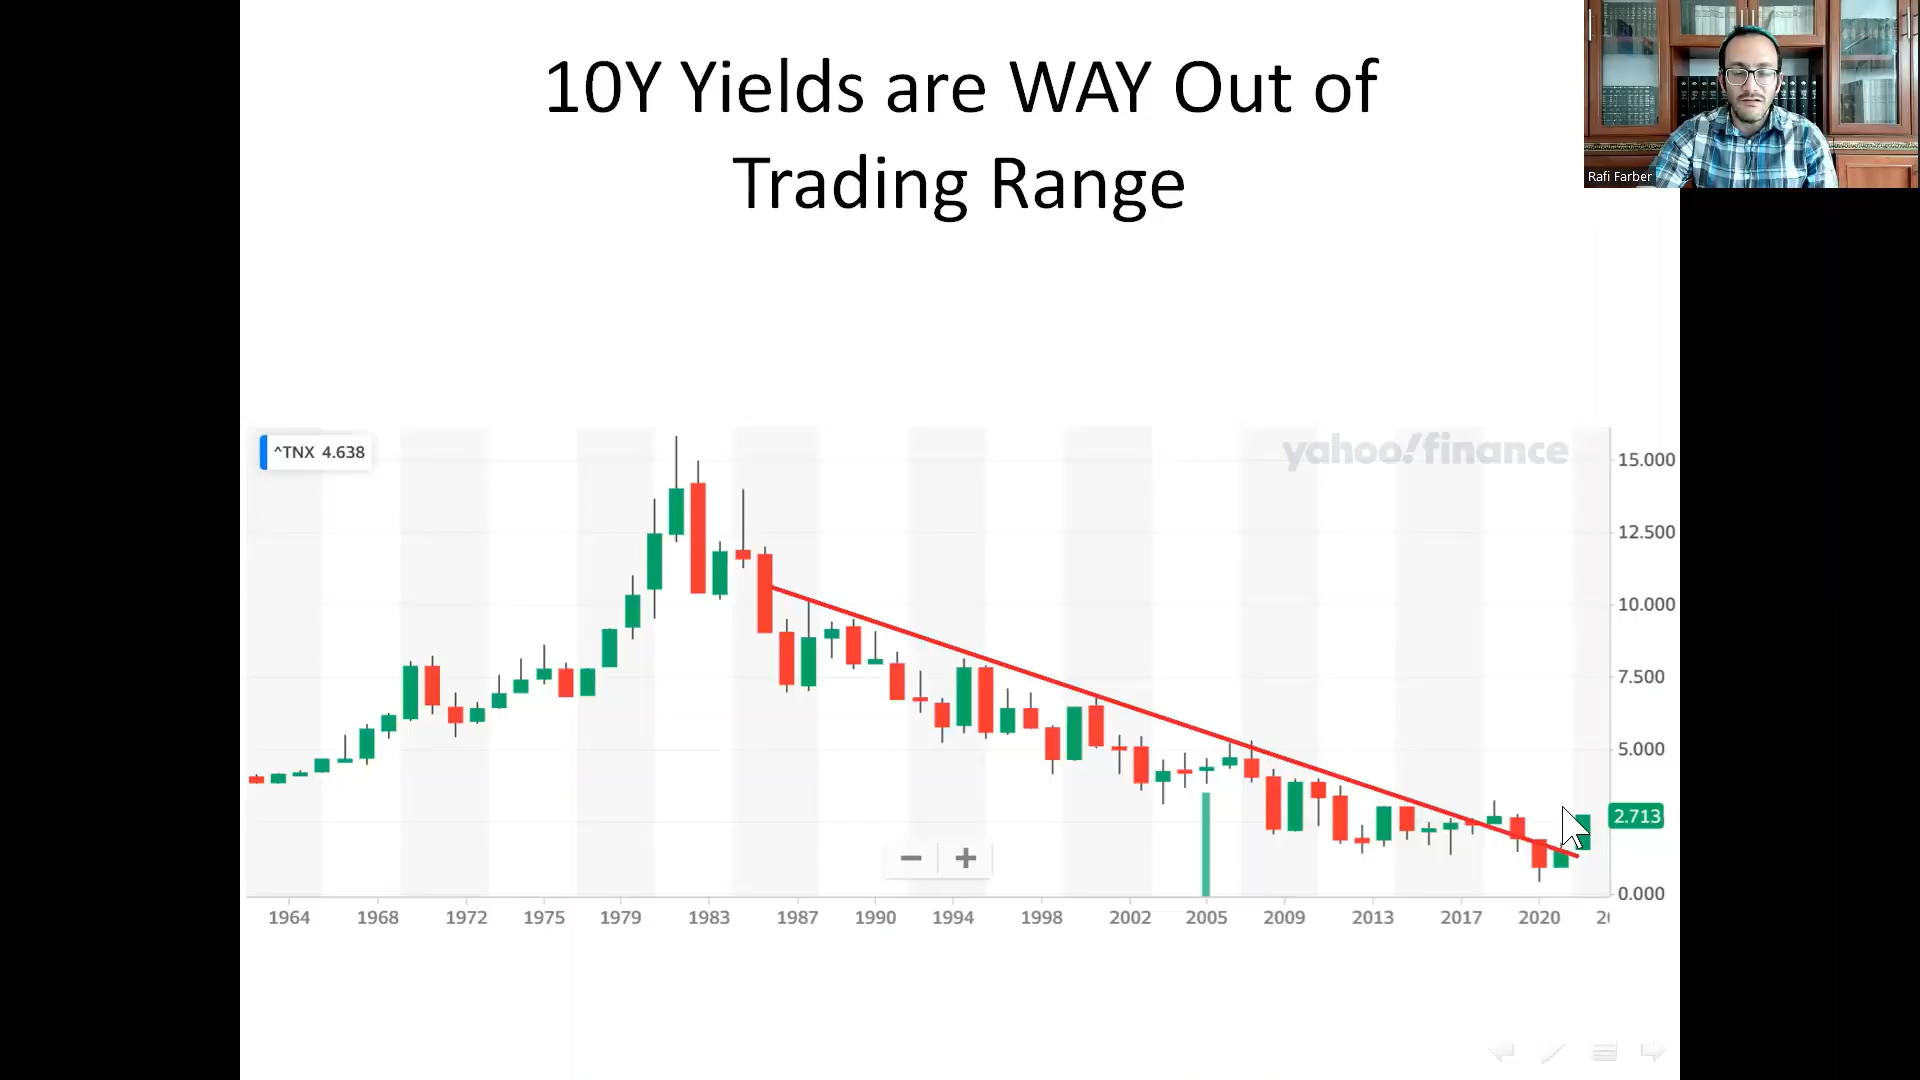 10Y Yields are WAY Out of
Trading Range
Rafi Farber
^TNX 4.638
yahoo!finance
15.000
12.500
10.000
7.500
5.000
2.713
0.000
1964 1968 1972 1975 1979 1983 1987 1990 1994 1998 2002 2005 2009 2013 2017 2020